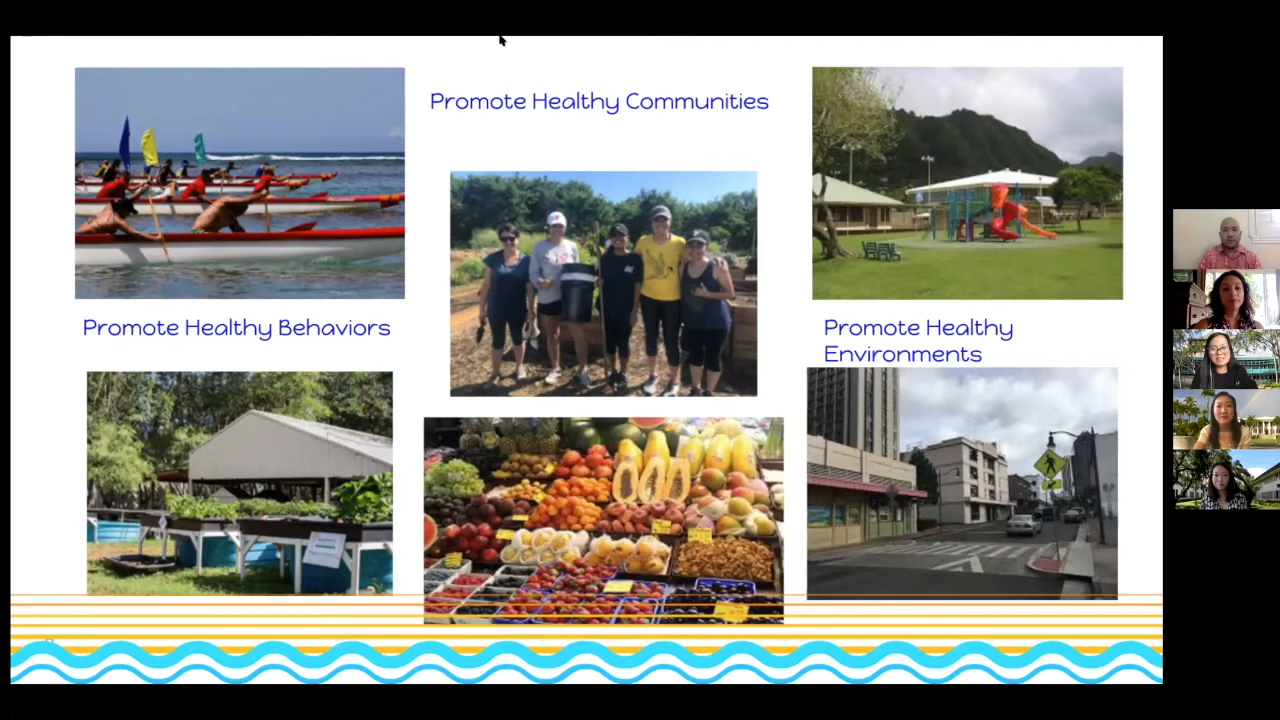 Promote Healthy Communities
Promote Healthy Behaviors
Promote Healthy
Environments